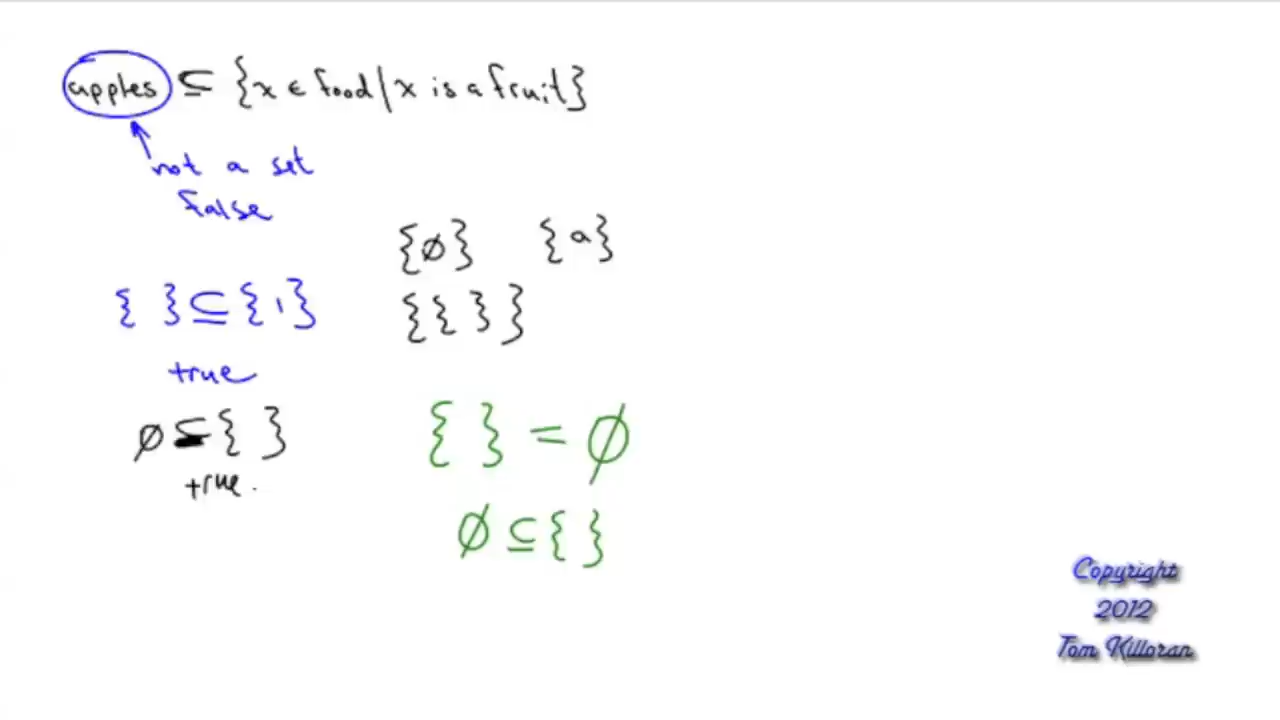 apples ⊆ {x ∈ food | x is a fruit}
not a set
false
{∅} {a}
{ } ⊆ {1}
{{ }}
true
∅ ⊆ { }
true.
{ } = ∅
∅ ⊆ { }
Copyright
2012
Tom Killoran